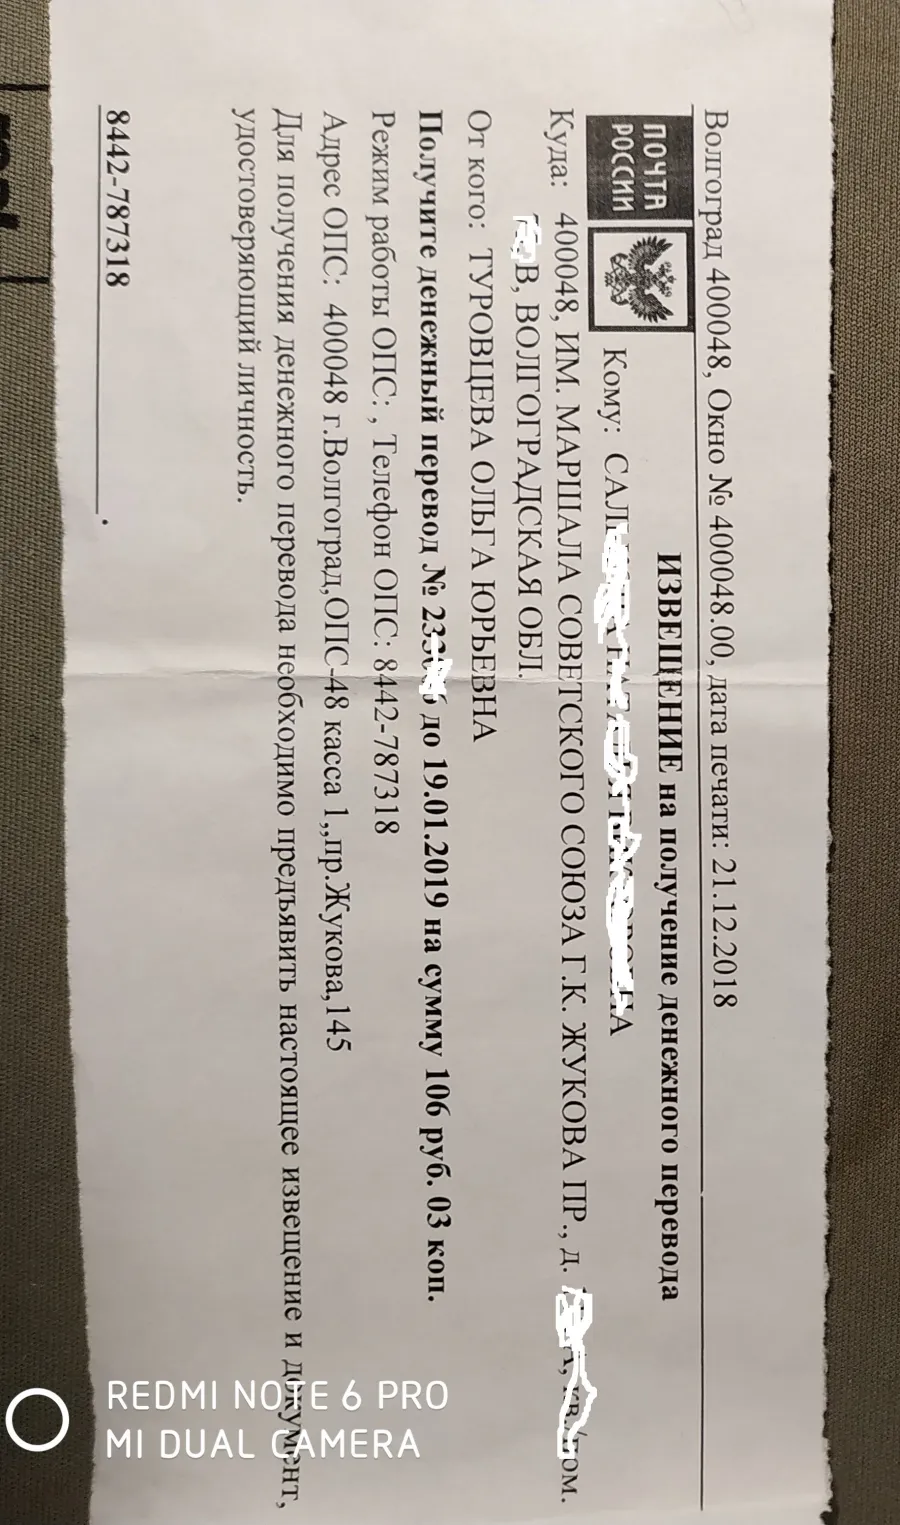 Волгоград 400048, Окно № 400048.00, дата печати: 21.12.2018
ИЗВЕЩЕНИЕ на получение денежного перевода
ПОЧТА
РОССИИ
Кому: САЛ
Куда: 400048, ИМ. МАРШАЛА СОВЕТСКОГО СОЮЗА Г.К. ЖУКОВА ПР., д.
В, ВОЛГОГРАДСКАЯ ОБЛ.
От кого: ТУРОВЦЕВА ОЛЬГА ЮРЬЕВНА
Получите денежный перевод № до 19.01.2019 на сумму 106 руб. 03 коп.
Режим работы ОПС: , Телефон ОПС: 8442-787318
Адрес ОПС: 400048 г.Волгоград,ОПС-48 касса 1,,пр.Жукова,145
Для получения денежного перевода необходимо предъявить настоящее извещение и документ,
удостоверяющий личность.
8442-787318
REDMI NOTE 6 PRO
MI DUAL CAMERA